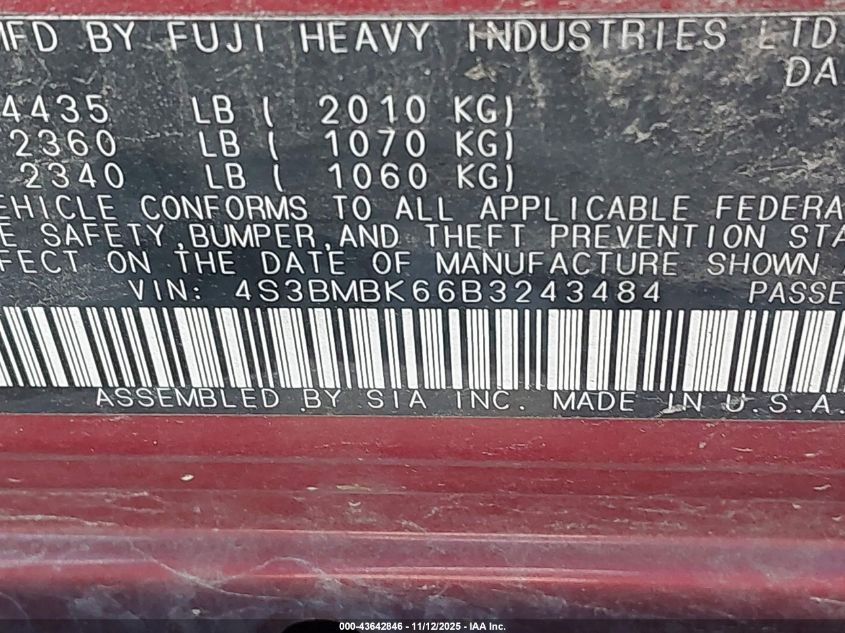 MFD BY FUJI HEAVY INDUSTRIES LTD
DA
4435 LB ( 2010 KG)
2360 LB ( 1070 KG)
2340 LB ( 1060 KG)
EHICLE CONFORMS TO ALL APPLICABLE FEDERA
E SAFETY,BUMPER,AND THEFT PREVENTION STA
FECT ON THE DATE OF MANUFACTURE SHOWN
VIN: 4S3BMBK66B3243484 PASSE
ASSEMBLED BY SIA INC. MADE IN U.S.A.
000-43642846 - 11/12/2025 - IAA Inc.